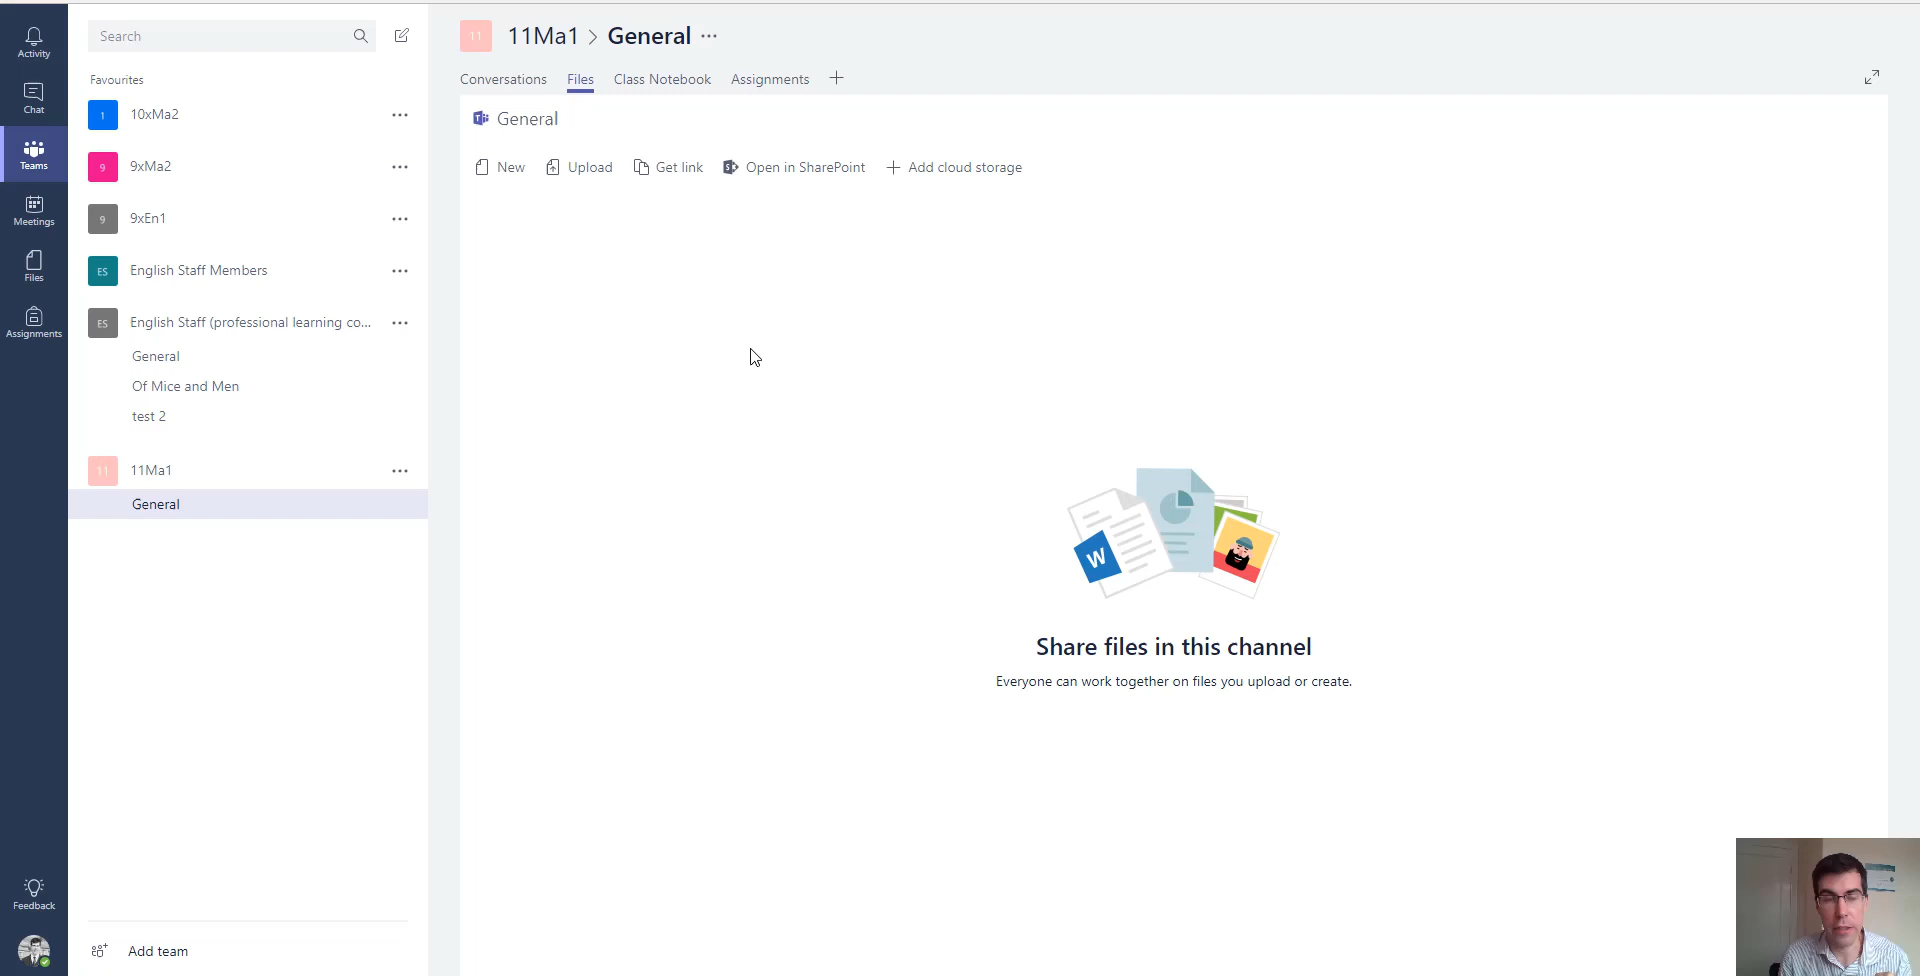 Activity
Chat
Teams
Meetings
Files
Assignments
Feedback
Search
Favourites
1 10xMa2
9 9xMa2
9 9xEn1
ES English Staff Members
ES English Staff (professional learning co...
General
Of Mice and Men
test 2
11 11Ma1
General
Add team
11 11Ma1 > General ...
Conversations Files Class Notebook Assignments +
General
New Upload Get link Open in SharePoint + Add cloud storage
W
Share files in this channel
Everyone can work together on files you upload or create.